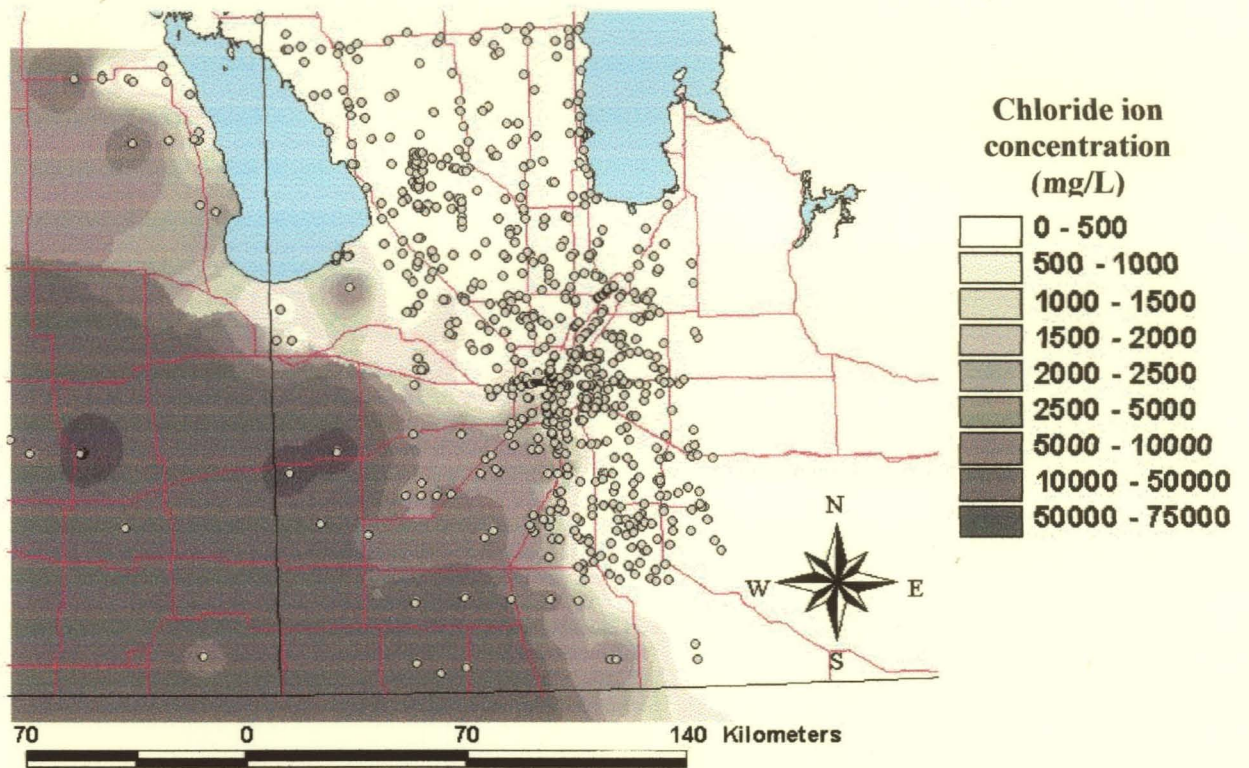 Chloride ion
concentration
(mg/L)
0 - 500
500 - 1000
1000 - 1500
1500 - 2000
2000 - 2500
2500 - 5000
5000 - 10000
10000 - 50000
50000 - 75000
N
W E
S
70 0 70 140 Kilometers